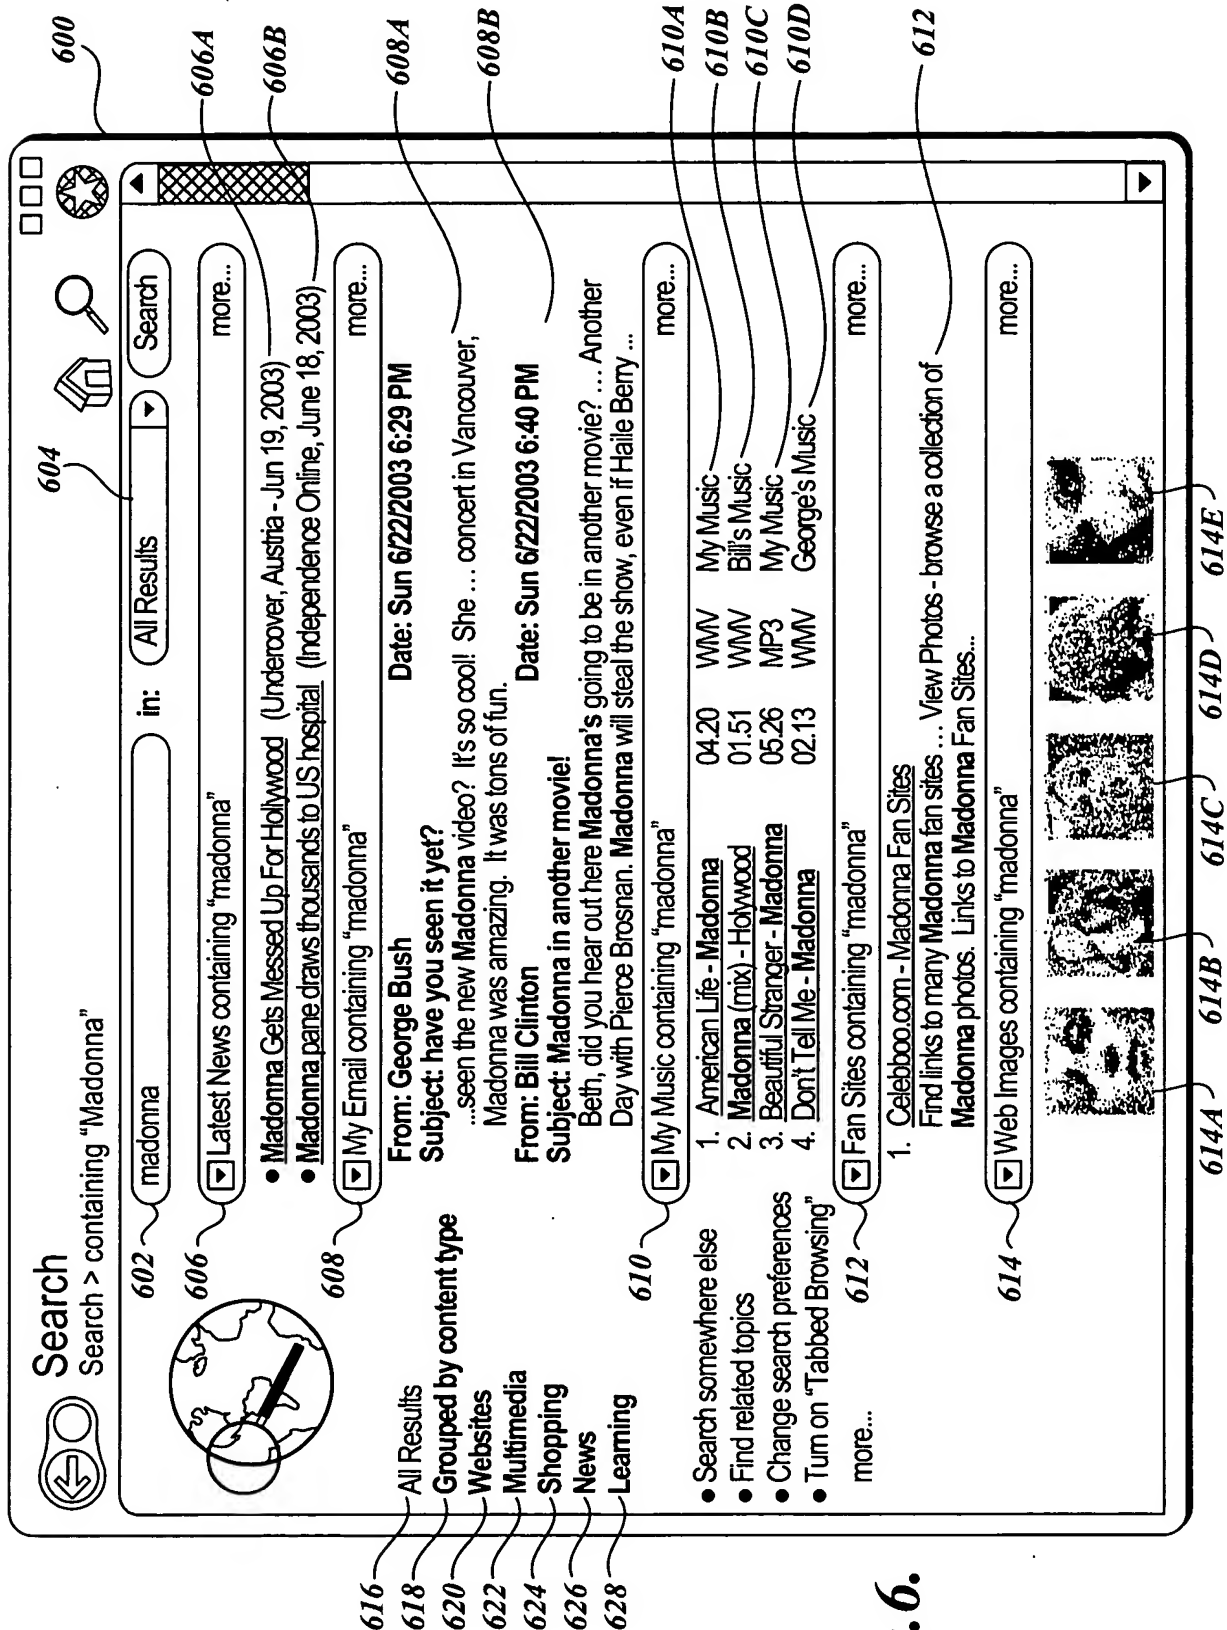 600
Search
Search > containing "Madonna"
604
602
madonna
in:
All Results
Search
606
Latest News containing "madonna"
more...
● Madonna Gets Messed Up For Hollywood (Undercover, Austria - Jun 19, 2003)
606A
● Madonna pane draws thousands to US hospital (Independence Online, June 18, 2003)
606B
608
My Email containing "madonna"
more...
From: George Bush
Date: Sun 6/22/2003 6:29 PM
Subject: have you seen it yet?
...seen the new Madonna video? It's so cool! She ... concert in Vancouver,
608A
Madonna was amazing. It was tons of fun.
From: Bill Clinton
Date: Sun 6/22/2003 6:40 PM
608B
Subject: Madonna in another movie!
Beth, did you hear out here Madonna's going to be in another movie? ... Another
Day with Pierce Brosnan. Madonna will steal the show, even if Haile Berry ...
610
My Music containing "madonna"
more...
1. American Life - Madonna 04.20 WMV My Music
610A
2. Madonna (mix) - Holywood 01.51 WMV Bill's Music
610B
3. Beautiful Stranger - Madonna 05.26 MP3 My Music
610C
4. Don't Tell Me - Madonna 02.13 WMV George's Music
610D
612
Fan Sites containing "madonna"
more...
1. Celeboo.com - Madonna Fan Sites
Find links to many Madonna fan sites ... View Photos - browse a collection of
612
Madonna photos. Links to Madonna Fan Sites...
614
Web Images containing "madonna"
more...
614A
614B
614C
614D
614E
616
All Results
618
Grouped by content type
620
Websites
622
Multimedia
624
Shopping
626
News
628
Learning
● Search somewhere else
● Find related topics
● Change search preferences
● Turn on "Tabbed Browsing"
more...
.6.